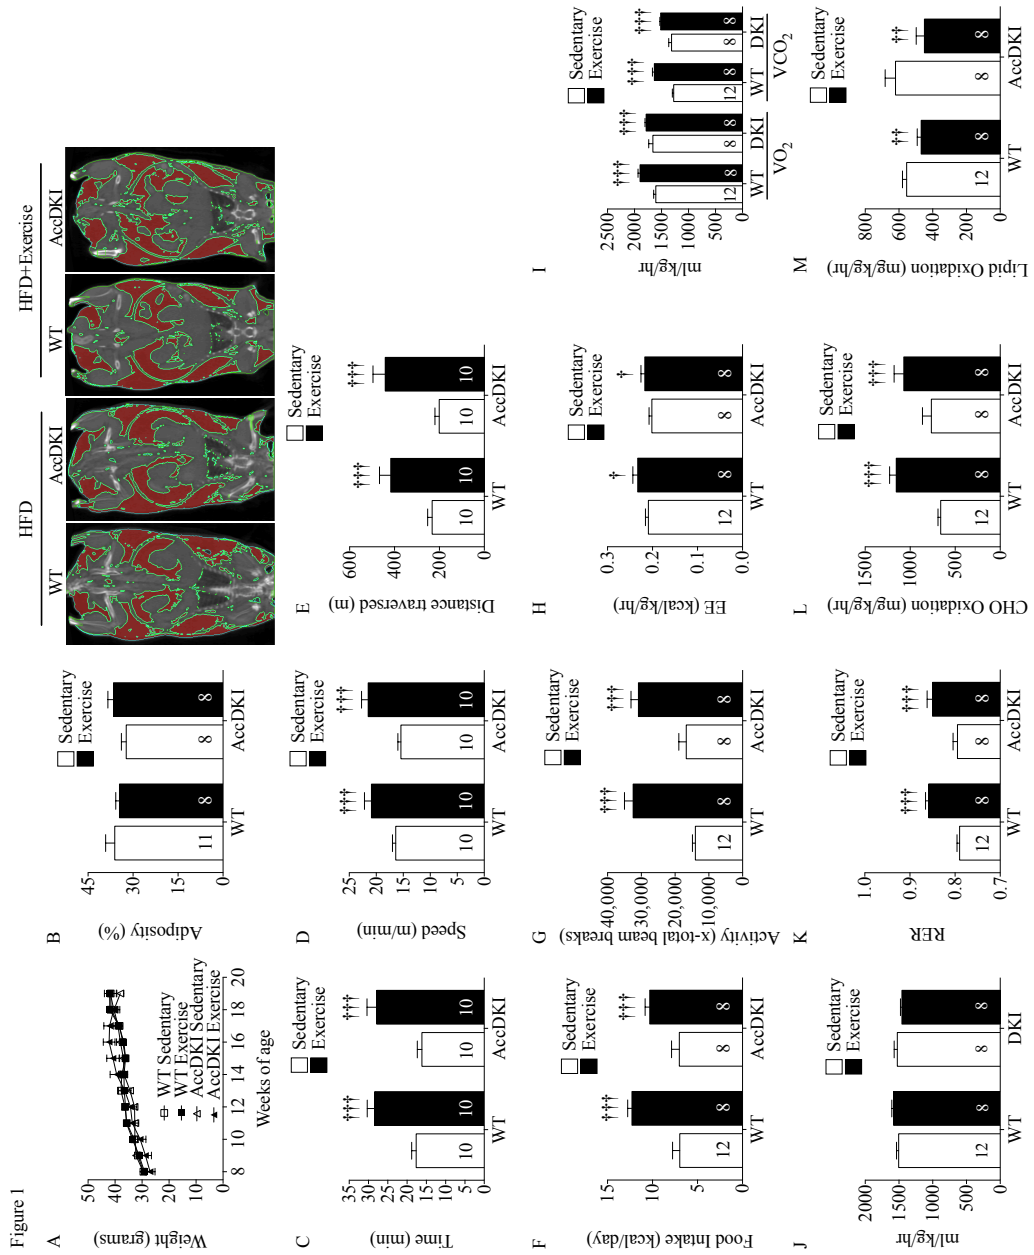 Figure 1
A
Weight (grams)
50
40
30
20
10
0
8
9
10
11
12
13
14
15
16
17
18
19
20
Weeks of age
WT Sedentary
WT Exercise
AccDKI Sedentary
AccDKI Exercise
B
Adiposity (%)
45
30
15
0
11
8
8
8
WT
AccDKI
Sedentary
Exercise
HFD
HFD+Exercise
WT
AccDKI
WT
AccDKI
C
Time (min)
35
30
25
20
15
10
5
0
10
10
10
10
†††
†††
WT
AccDKI
Sedentary
Exercise
D
Speed (m/min)
25
20
15
10
5
0
10
10
10
10
†††
†††
WT
AccDKI
Sedentary
Exercise
E
Distance traversed (m)
600
400
200
0
10
10
10
10
†††
†††
WT
AccDKI
Sedentary
Exercise
F
Food Intake (kcal/day)
15
10
5
0
12
8
8
8
†††
†††
WT
AccDKI
Sedentary
Exercise
G
Activity (x-total beam breaks)
40,000
30,000
20,000
10,000
12
8
8
8
†††
†††
WT
AccDKI
Sedentary
Exercise
H
EE (kcal/kg/hr)
0.3
0.2
0.1
0.0
12
8
8
8
†
†
WT
AccDKI
Sedentary
Exercise
I
ml/kg/hr
2500
2000
1500
1000
500
0
12
8
8
8
12
8
8
8
†††
†††
†††
†††
WT
DKI
WT
DKI
VO2
VCO2
Sedentary
Exercise
J
ml/kg/hr
2000
1500
1000
500
0
12
8
8
8
WT
DKI
Sedentary
Exercise
K
RER
1.0
0.9
0.8
0.7
12
8
8
8
†††
†††
WT
AccDKI
Sedentary
Exercise
L
CHO Oxidation (mg/kg/hr)
1500
1000
500
0
12
8
8
8
†††
†††
WT
AccDKI
Sedentary
Exercise
M
Lipid Oxidation (mg/kg/hr)
800
600
400
200
0
12
8
8
8
††
††
WT
AccDKI
Sedentary
Exercise